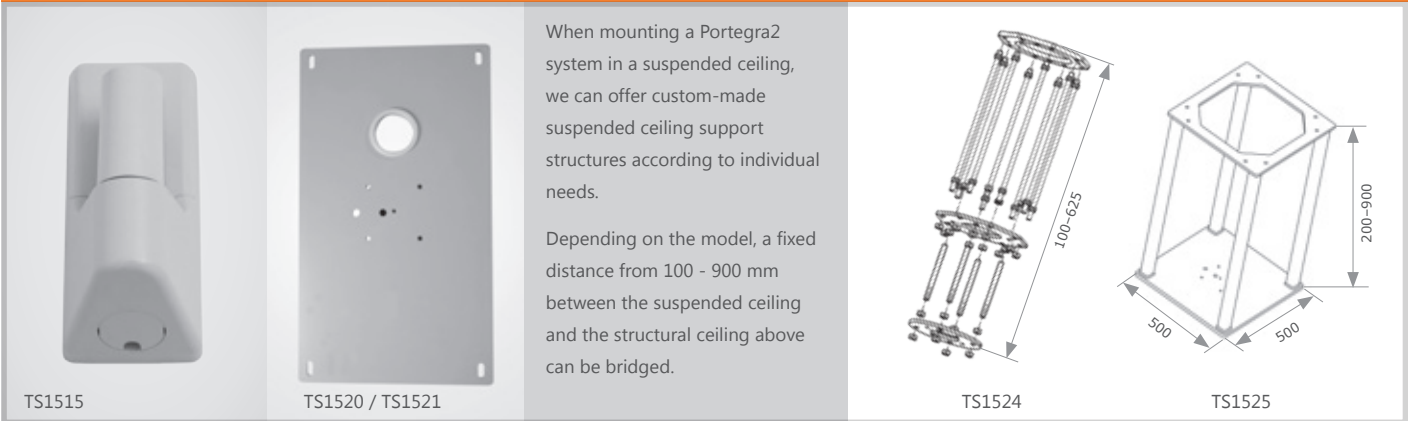 TS1515
TS1520 / TS1521
When mounting a Portegra2
system in a suspended ceiling,
we can offer custom-made
suspended ceiling support
structures according to individual
needs.
Depending on the model, a fixed
distance from 100 - 900 mm
between the suspended ceiling
and the structural ceiling above
can be bridged.
100–625
TS1524
200–900
500
500
TS1525